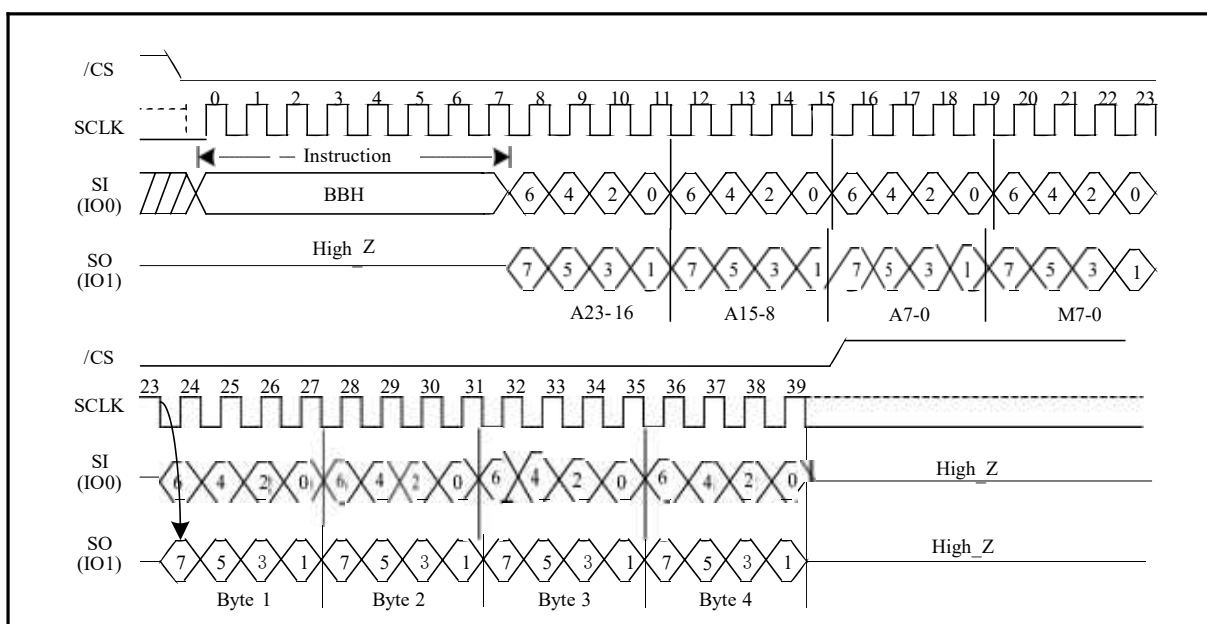 /CS
0 1 2 3 4 5 6 7 8 9 10 11 12 13 14 15 16 17 18 19 20 21 22 23
SCLK
Instruction
SI
(IO0)
BBH
6 4 2 0 6 4 2 0 6 4 2 0 6 4 2 0
SO
(IO1)
High_Z
7 5 3 1 7 5 3 1 7 5 3 1 7 5 3 1
A23-16 A15-8 A7-0 M7-0
/CS
23 24 25 26 27 28 29 30 31 32 33 34 35 36 37 38 39
SCLK
SI
(IO0)
6 4 2 0 6 4 2 0 6 4 2 0 6 4 2 0
High_Z
SO
(IO1)
7 5 3 1 7 5 3 1 7 5 3 1 7 5 3 1
High_Z
Byte 1 Byte 2 Byte 3 Byte 4